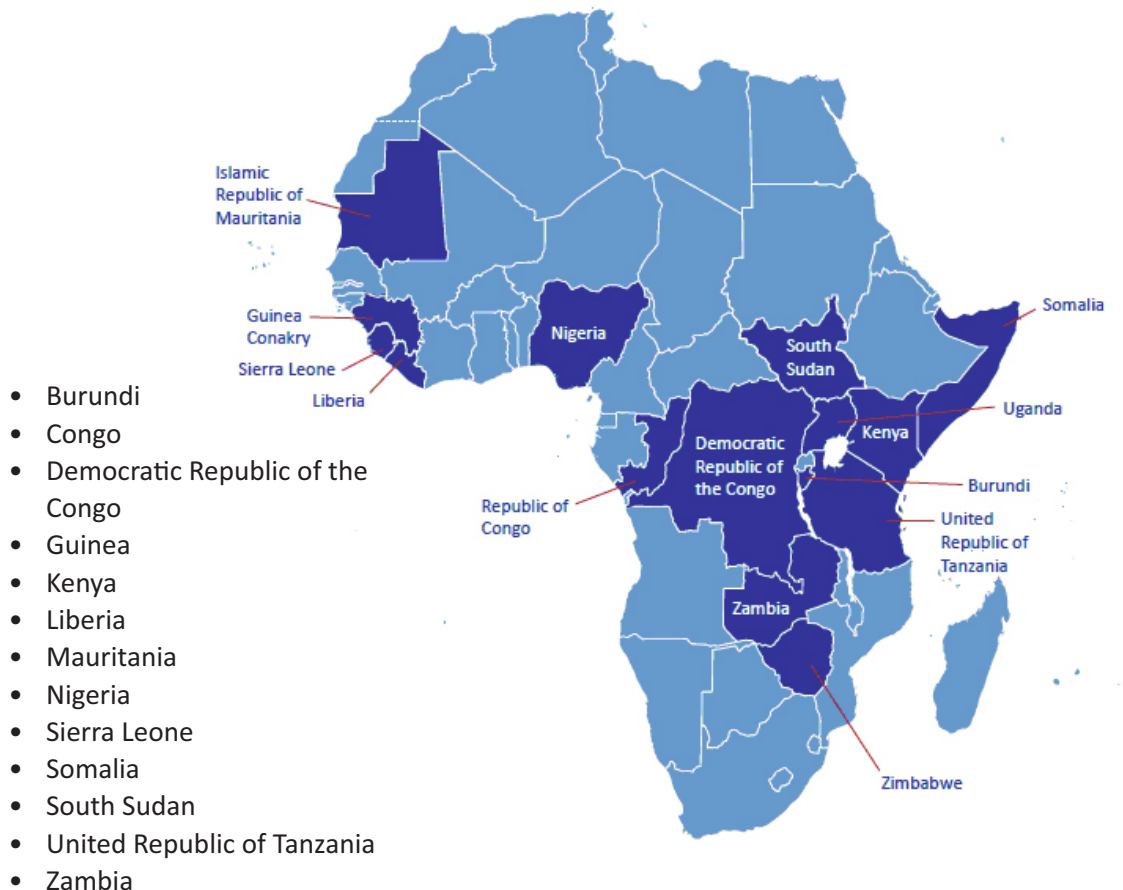 • Burundi
• Congo
• Democratic Republic of the
Congo
• Guinea
• Kenya
• Liberia
• Mauritania
• Nigeria
• Sierra Leone
• Somalia
• South Sudan
• United Republic of Tanzania
• Zambia
Islamic
Republic of
Mauritania
Guinea
Conakry
Sierra Leone
Liberia
Nigeria
South
Sudan
Somalia
Uganda
Kenya
Democratic
Republic of
the Congo
Republic of
Congo
Burundi
United
Republic of
Tanzania
Zambia
Zimbabwe